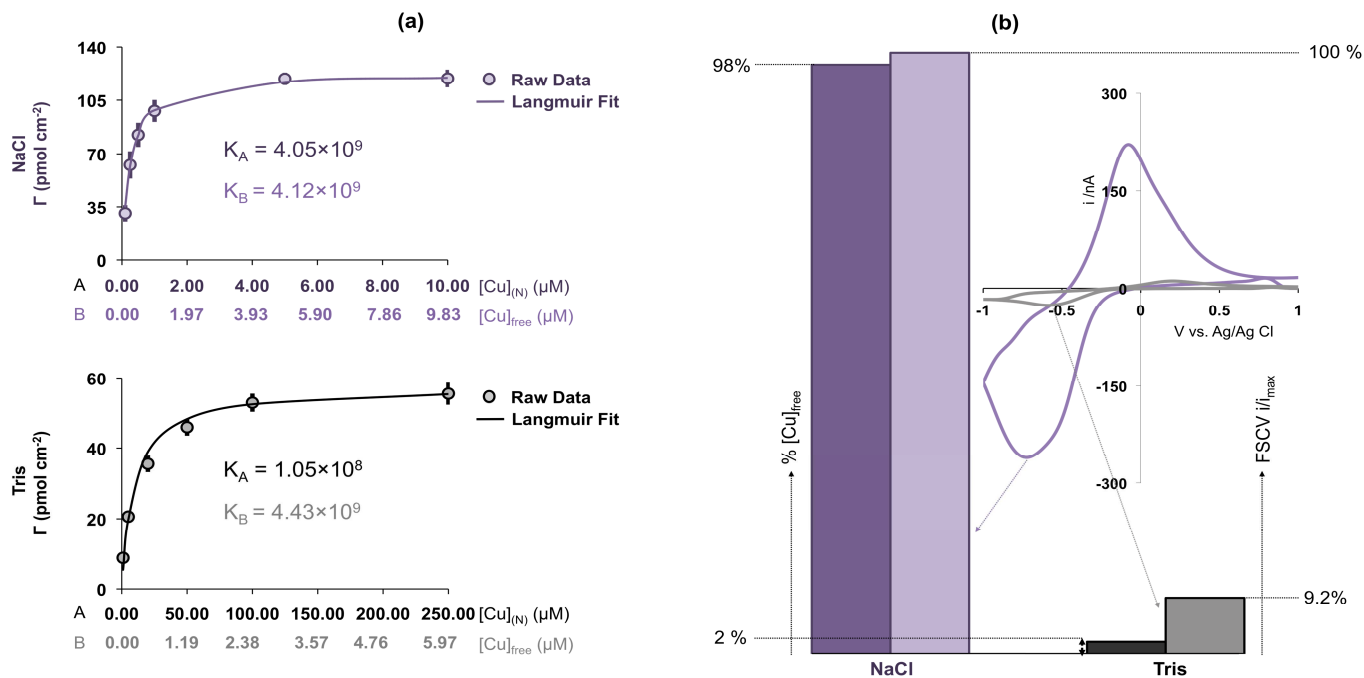 (a)
140
105
70
35
0
NaCl
Γ (pmol cm-2)
Raw Data
Langmuir Fit
KA = 4.05×10⁹
KB = 4.12×10⁹
A 0.00 2.00 4.00 6.00 8.00 10.00 [Cu](N) (µM)
B 0.00 1.97 3.93 5.90 7.86 9.83 [Cu]free (µM)
60
40
20
0
Tris
Γ (pmol cm-2)
Raw Data
Langmuir Fit
KA = 1.05×10⁸
KB = 4.43×10⁹
A 0.00 50.00 100.00 150.00 200.00 250.00 [Cu](N) (µM)
B 0.00 1.19 2.38 3.57 4.76 5.97 [Cu]free (µM)
(b)
98%
100 %
300
150
0
-150
-300
i /nA
-1 -0.5 0 0.5 1
V vs. Ag/Ag Cl
% [Cu]free
FSCV i/imax
2 %
9.2%
NaCl
Tris